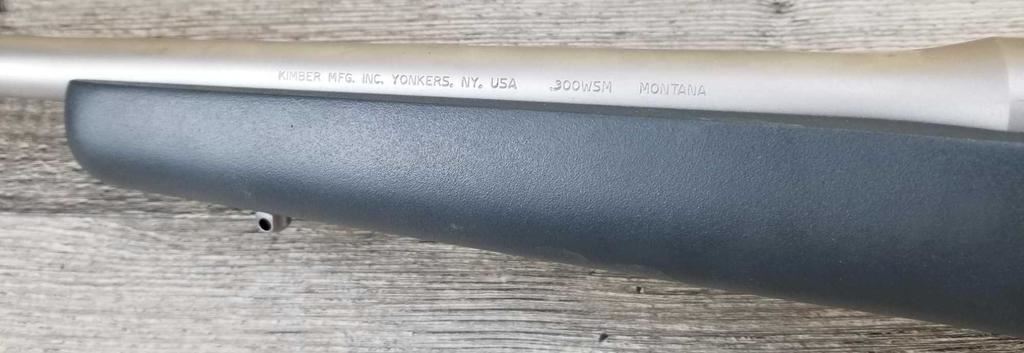 KIMBER MFG. INC. YONKERS. NY. USA .300WSM MONTANA